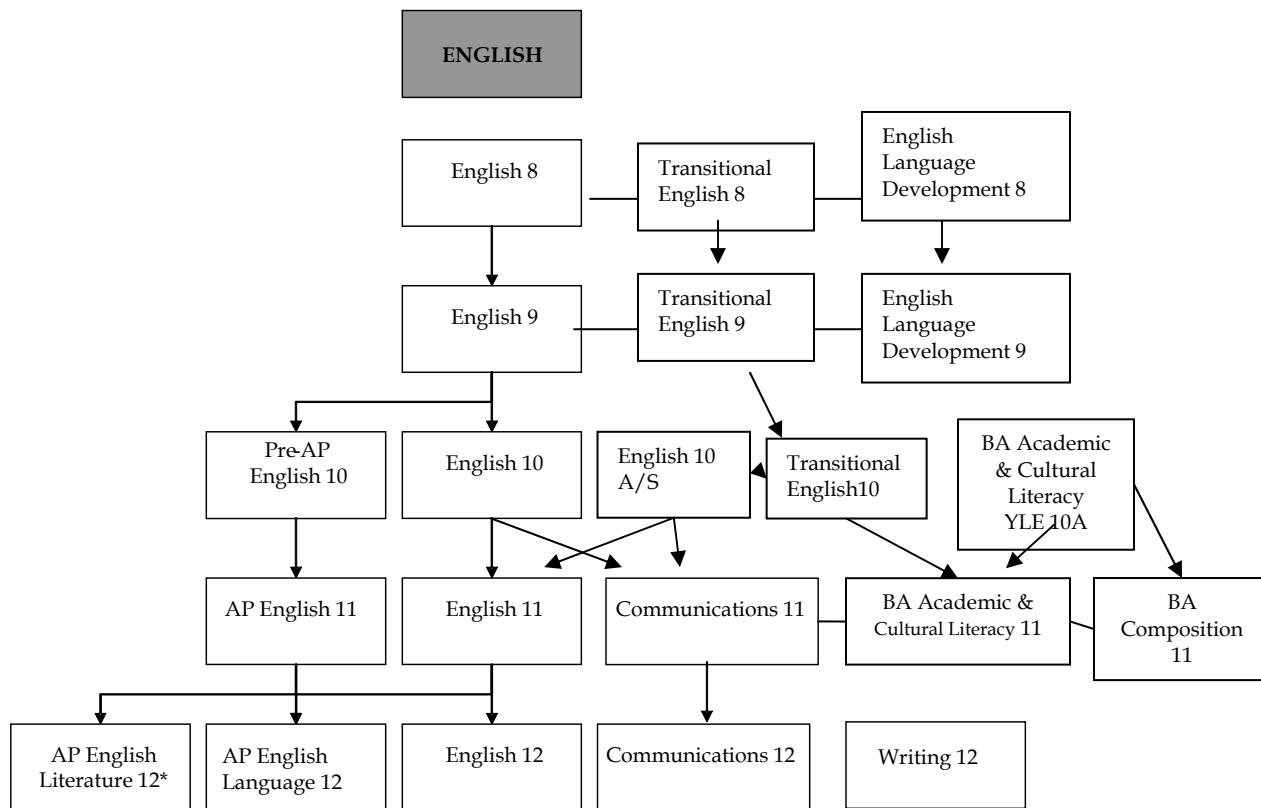 ENGLISH
English 8
Transitional
English 8
English
Language
Development 8
English 9
Transitional
English 9
English
Language
Development 9
Pre-AP
English 10
English 10
English 10
A/S
Transitional
English10
BA Academic
& Cultural
Literacy
YLE 10A
AP English 11
English 11
Communications 11
BA Academic &
Cultural Literacy 11
BA
Composition
11
AP English
Literature 12*
AP English
Language 12
English 12
Communications 12
Writing 12